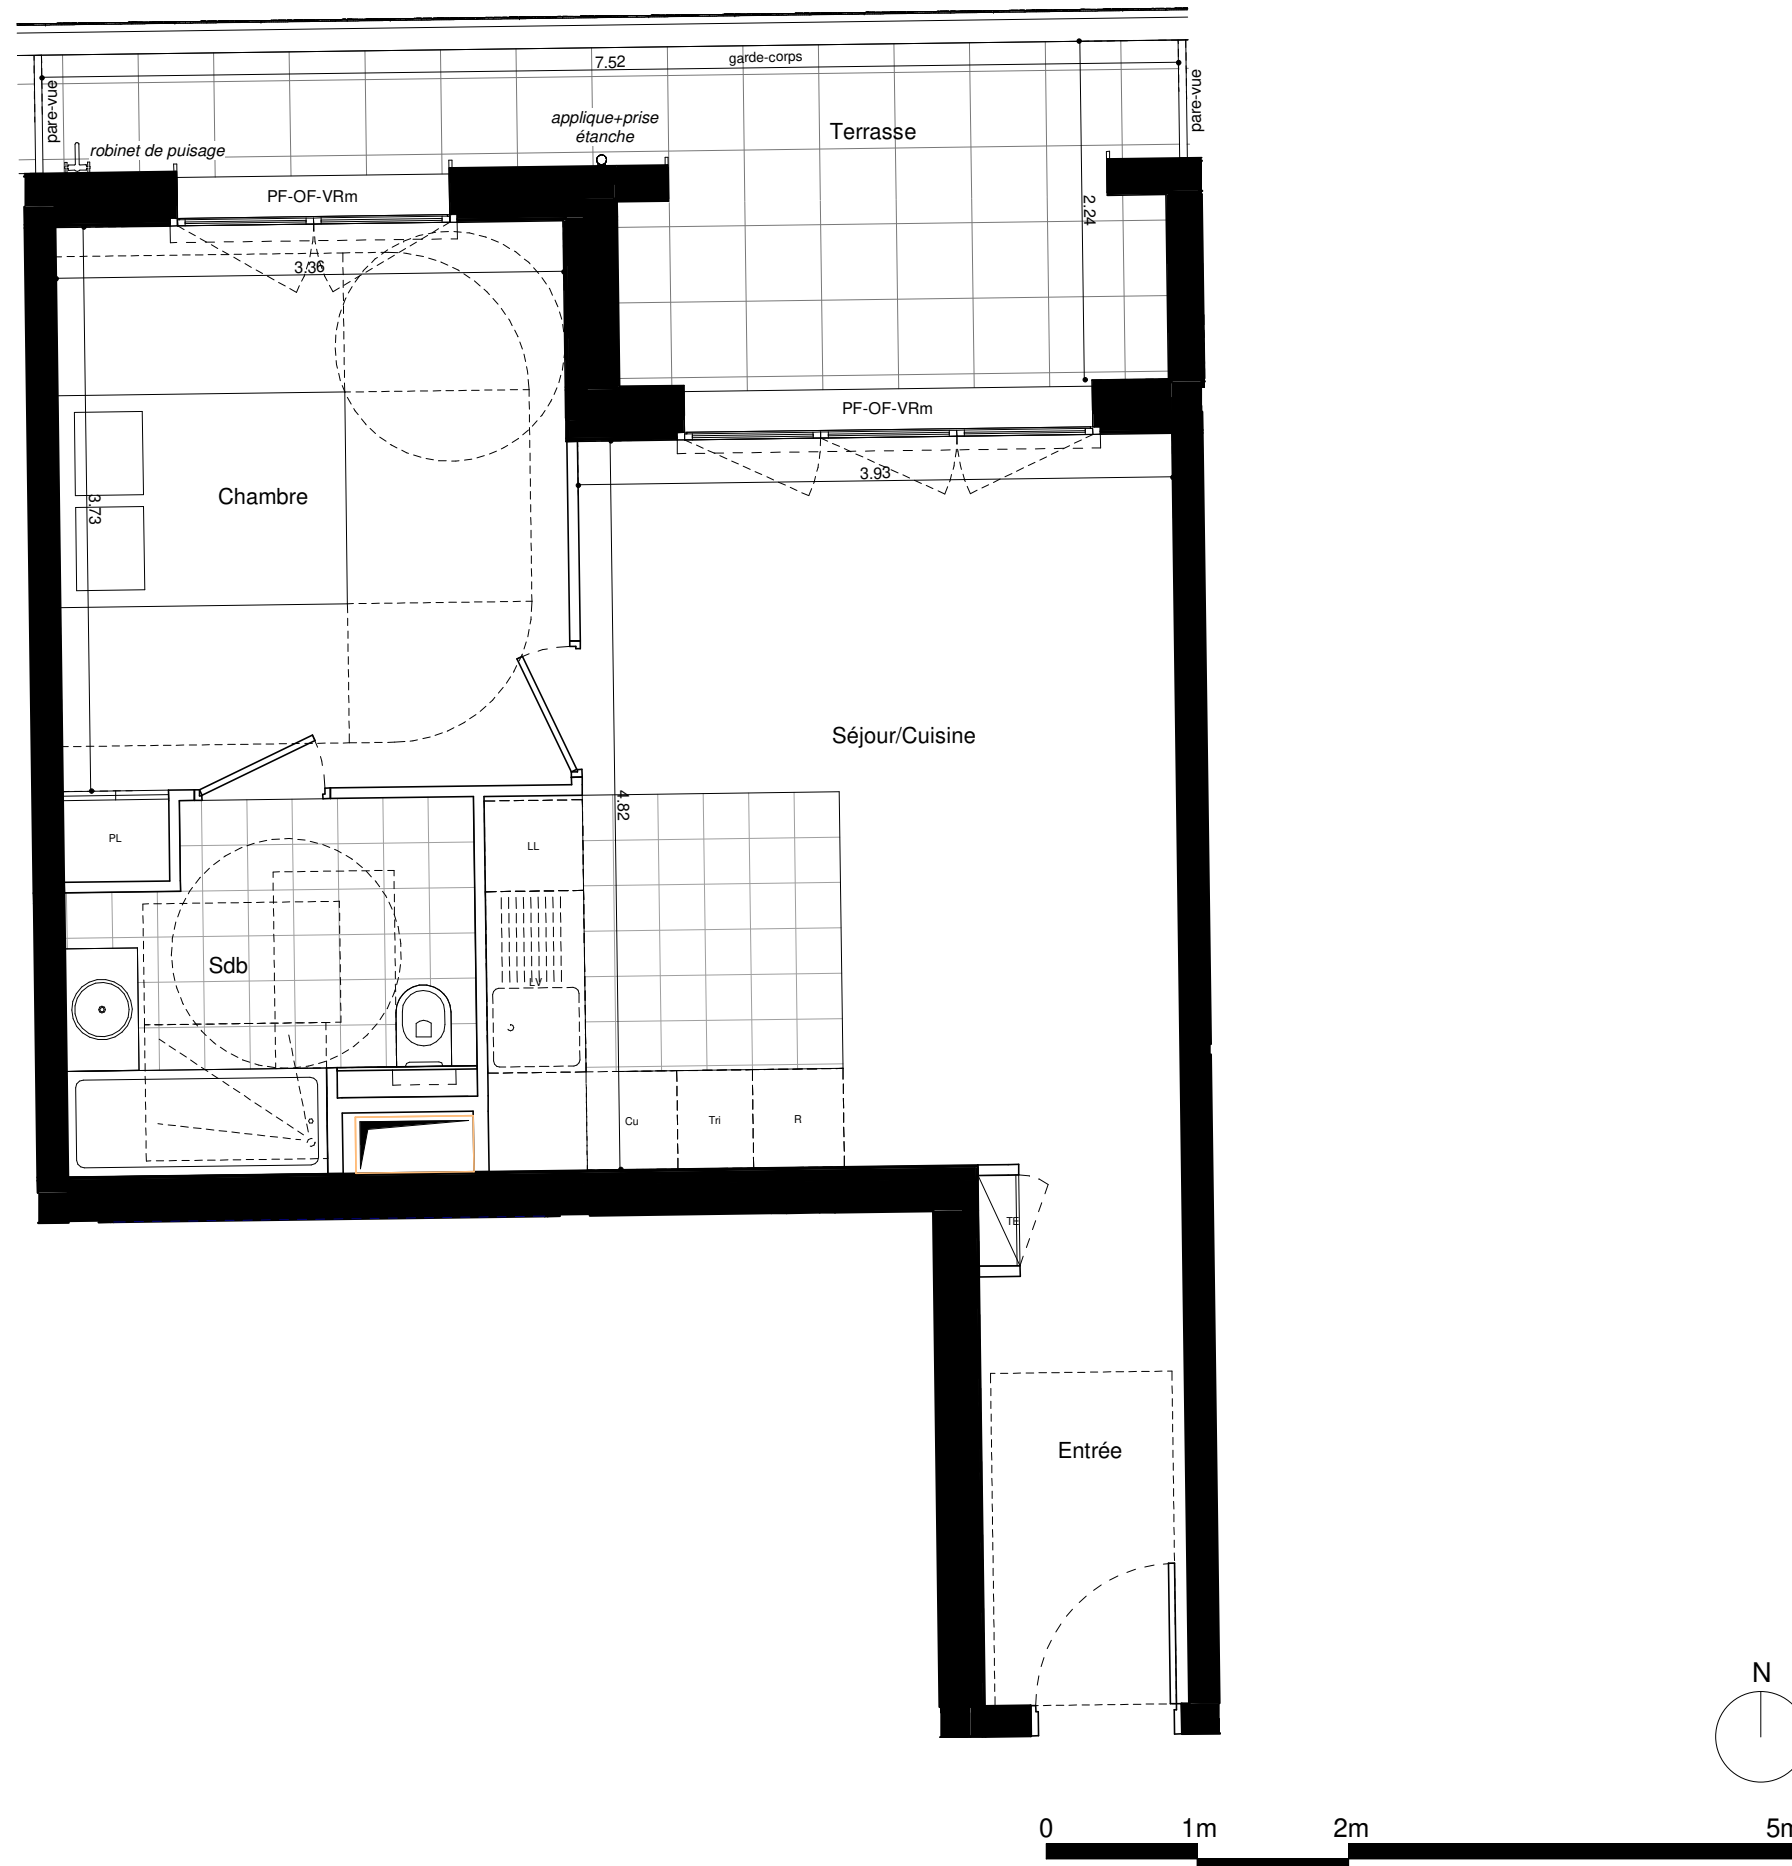 7.52
garde-corps
pare-vue
pare-vue
applique+prise
étanche
Terrasse
robinet de puisage
PF-OF-VRm
2.24
3.36
PF-OF-VRm
3.93
Chambre
3.73
Séjour/Cuisine
4.82
PL
LL
Sdb
LV
Cu
Tri
R
TE
Entrée
N
0
1m
2m
5m